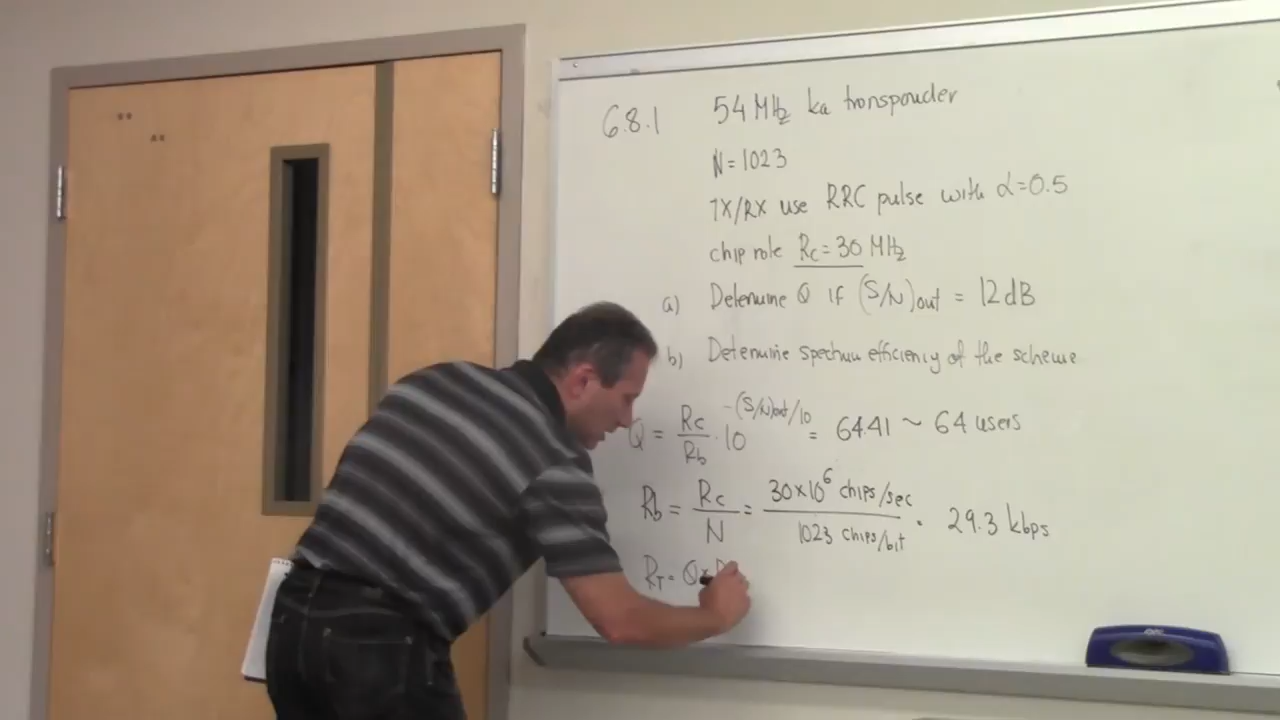 6.8.1 54 MHz ka transponder
N = 1023
TX/RX use RRC pulse with α = 0.5
chip rate Rc = 30 MHz
a) Determine Q if (S/N)out = 12 dB
b) Determine spectrum efficiency of the scheme
Q = Rc/Rb · 10^(-(S/N)out/10) = 64.41 ~ 64 users
Rb = Rc/N = 30×10^6 chips/sec / 1023 chips/bit = 29.3 kbps
RT = Q×